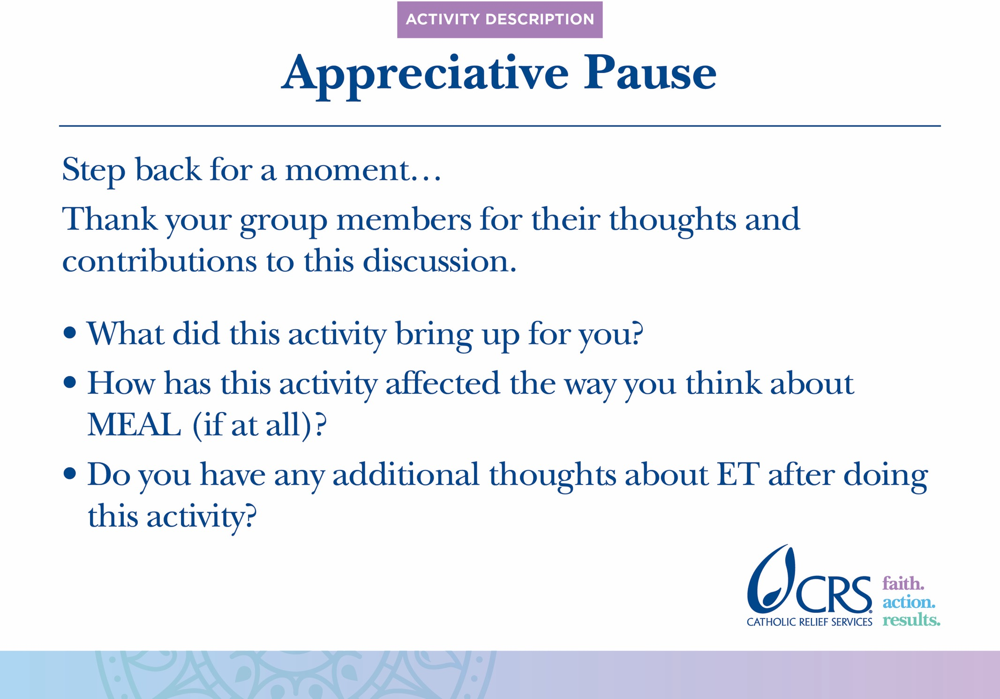 ACTIVITY DESCRIPTION
Appreciative Pause
Step back for a moment…
Thank your group members for their thoughts and
contributions to this discussion.
• What did this activity bring up for you?
• How has this activity affected the way you think about
MEAL (if at all)?
• Do you have any additional thoughts about ET after doing
this activity?
CRS®
CATHOLIC RELIEF SERVICES
faith.
action.
results.